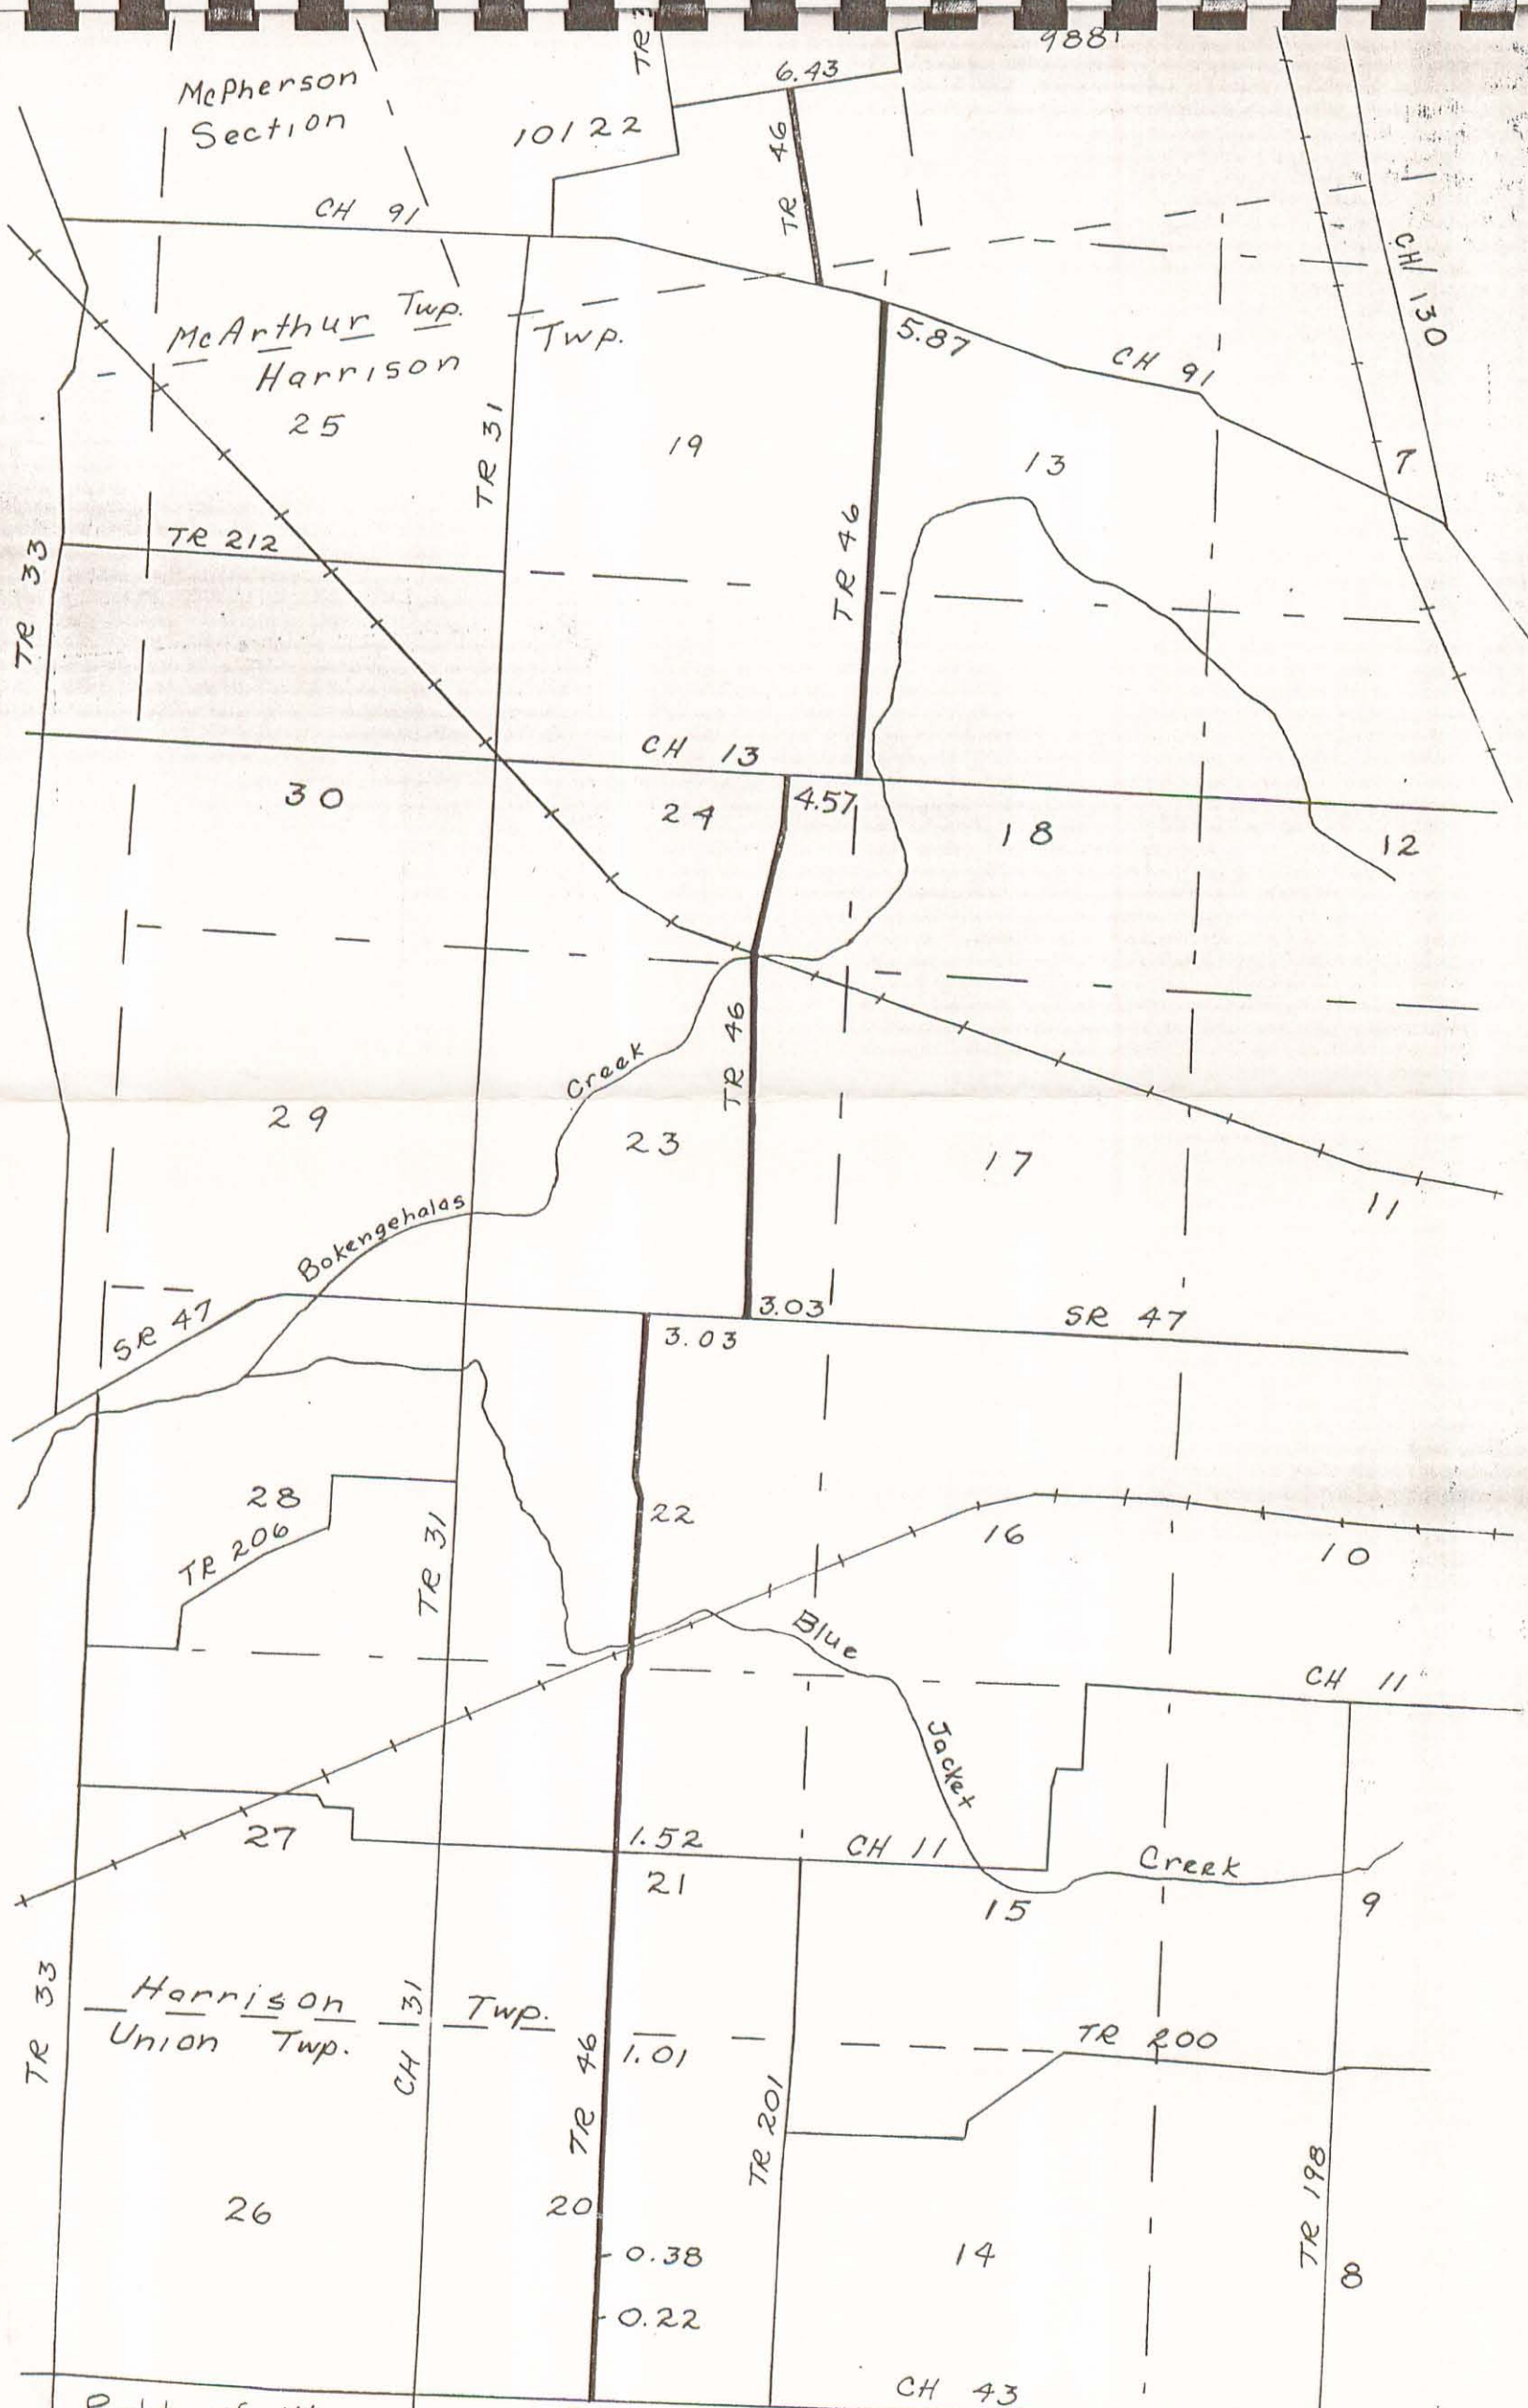 TR 3
9881
6.43
McPherson
Section
10122
TR 46
CH 91
CH 130
McArthur Twp.
Twp.
Harrison
5.87
CH 91
25
TR 31
19
13
7
TR 46
TR 212
TR 33
CH 13
30
24
4.57
18
12
TR 46
Creek
29
23
17
11
Bokengehalas
SR 47
3.03
SR 47
3.03
28
22
TR 206
TR 31
16
10
Blue
CH 11
Jacket
27
1.52
CH 11
Creek
21
15
9
TR 33
Harrison Twp.
CH 31
Union Twp.
TR 46
1.01
TR 200
TR 201
TR 198
26
20
0.38
14
8
0.22
CH 43